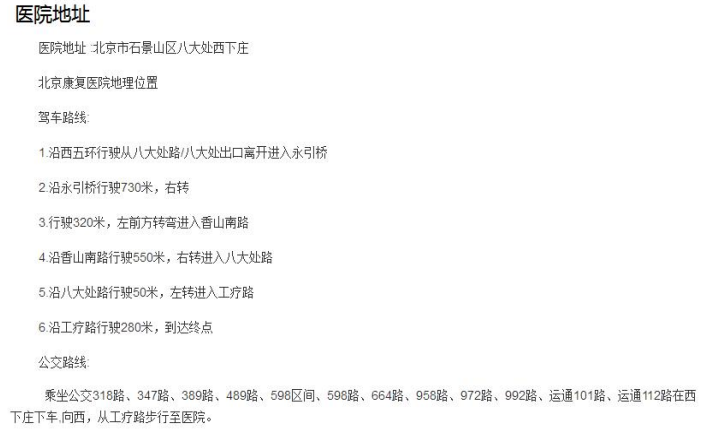 医院地址
医院地址 :北京市石景山区八大处西下庄
北京康复医院地理位置
驾车路线:
1.沿西五环行驶从八大处路/八大处出口离开进入永引桥
2.沿永引桥行驶730米，右转
3.行驶320米，左前方转弯进入香山南路
4.沿香山南路行驶550米，右转进入八大处路
5.沿八大处路行驶50米，左转进入工疗路
6.沿工疗路行驶280米，到达终点
公交路线:
乘坐公交318路、347路、389路、489路、598区间、598路、664路、958路、972路、992路、运通101路、运通112路在西
下庄下车,向西，从工疗路步行至医院。